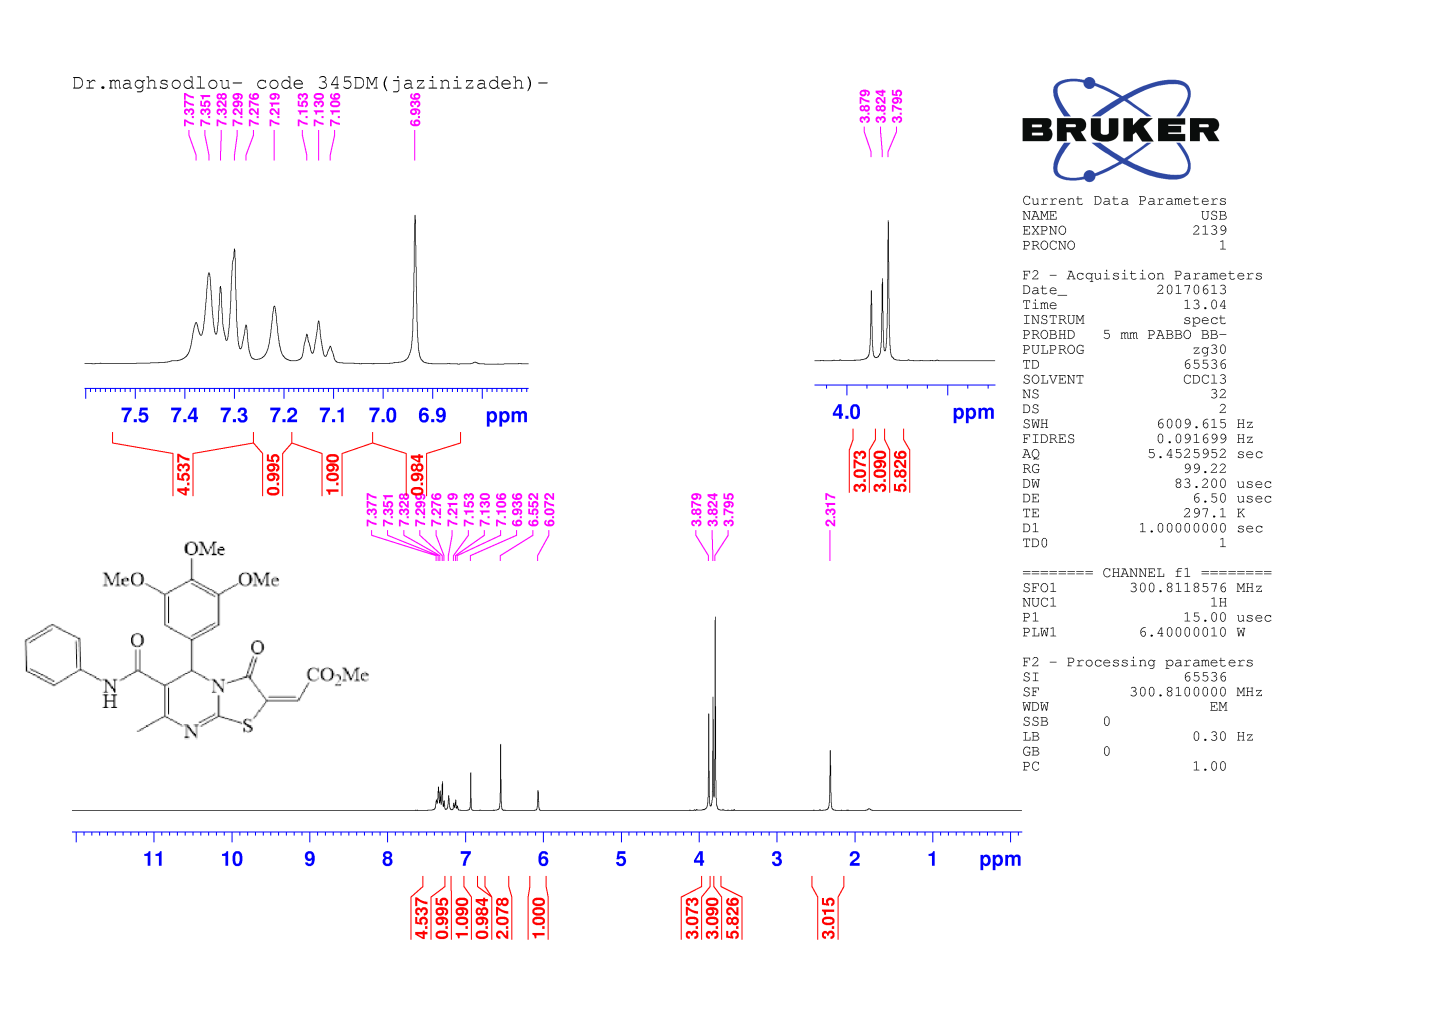 Dr.maghsodlou- code 345DM(jazinizadeh)-
7.377
7.351
7.328
7.299
7.276
7.219
7.153
7.130
7.106
6.936
3.879
3.824
3.795
7.5 7.4 7.3 7.2 7.1 7.0 6.9 ppm
4.0 ppm
4.537
0.995
1.090
0.984
3.073
3.090
5.826
7.377
7.351
7.328
7.299
7.276
7.219
7.153
7.130
7.106
6.936
6.552
6.072
3.879
3.824
3.795
2.317
OMe
MeO OMe
O
N
H
N
O
CO2Me
N
S
11 10 9 8 7 6 5 4 3 2 1 ppm
4.537
0.995
1.090
0.984
2.078
1.000
3.073
3.090
5.826
3.015
BRUKER
Current Data Parameters
NAME USB
EXPNO 2139
PROCNO 1
F2 - Acquisition Parameters
Date_ 20170613
Time 13.04
INSTRUM spect
PROBHD 5 mm PABBO BB-
PULPROG zg30
TD 65536
SOLVENT CDCl3
NS 32
DS 2
SWH 6009.615 Hz
FIDRES 0.091699 Hz
AQ 5.4525952 sec
RG 99.22
DW 83.200 usec
DE 6.50 usec
TE 297.1 K
D1 1.00000000 sec
TD0 1
======== CHANNEL f1 ========
SFO1 300.8118576 MHz
NUC1 1H
P1 15.00 usec
PLW1 6.40000010 W
F2 - Processing parameters
SI 65536
SF 300.8100000 MHz
WDW EM
SSB 0
LB 0.30 Hz
GB 0
PC 1.00